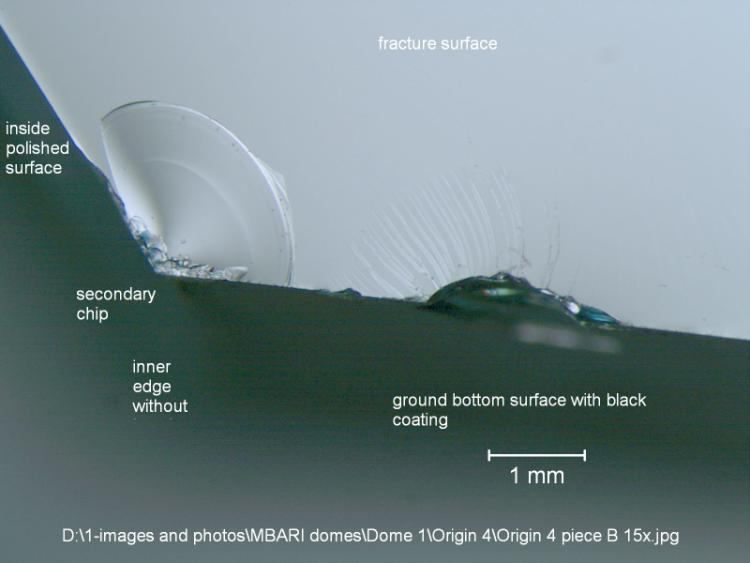 fracture surface
inside
polished
surface
secondary
chip
inner
edge
without
ground bottom surface with black
coating
1 mm
D:\1-images and photos\MBARI domes\Dome 1\Origin 4\Origin 4 piece B 15x.jpg